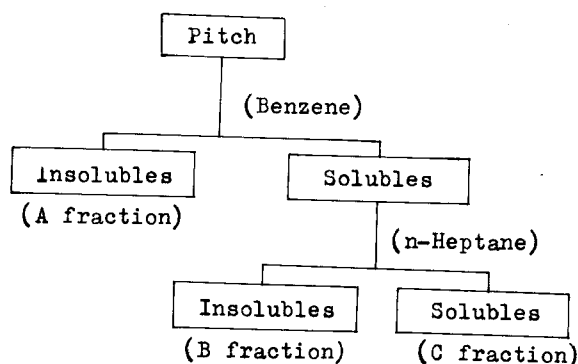 Pitch
(Benzene)
Insolubles
Solubles
(A fraction)
(n-Heptane)
Insolubles
Solubles
(B fraction)
(C fraction)